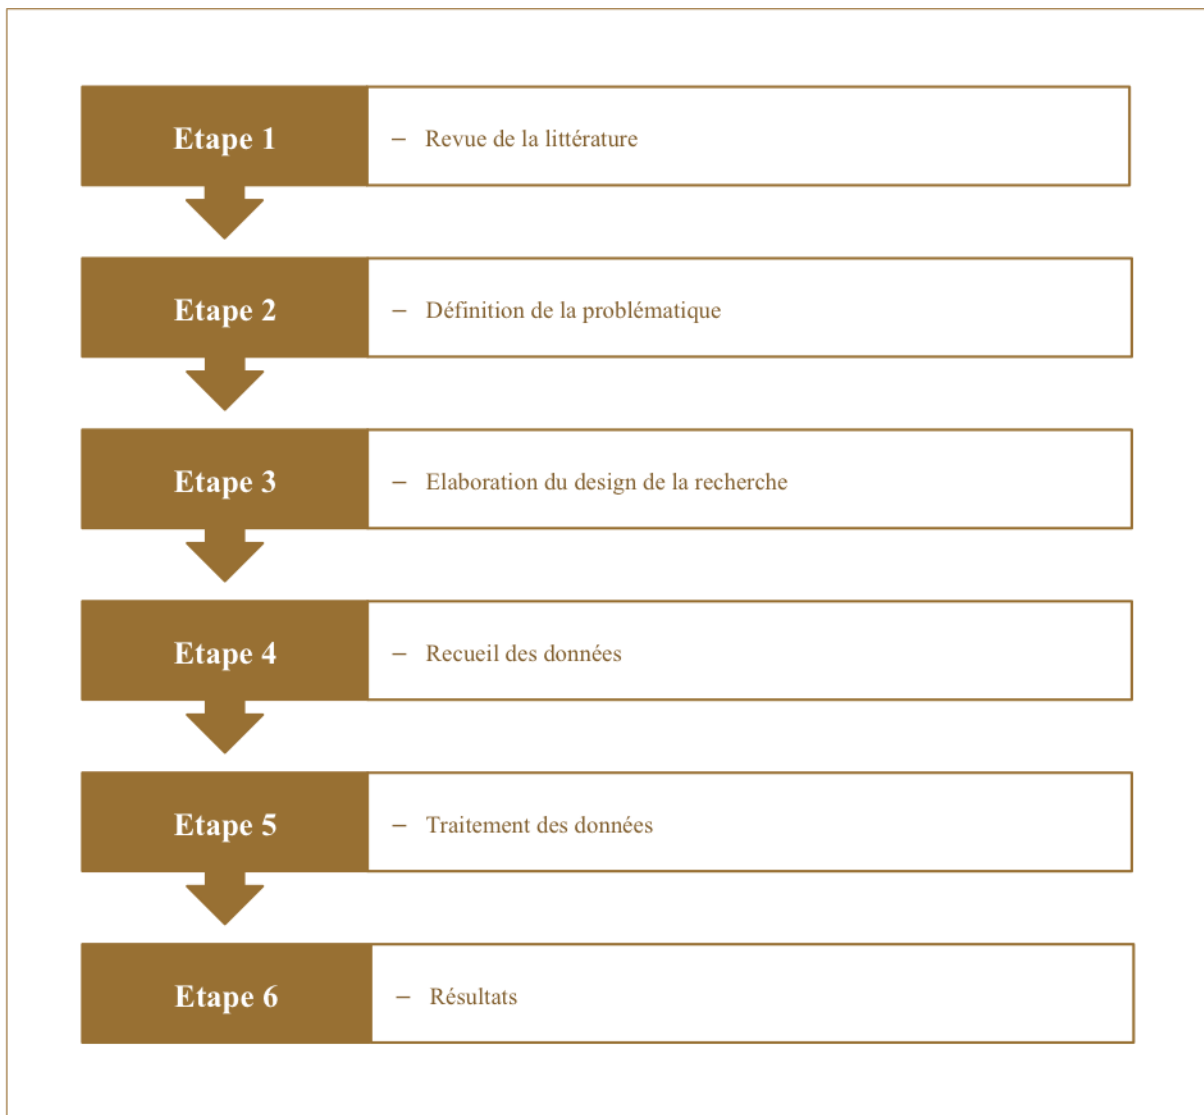 Etape 1
– Revue de la littérature
Etape 2
– Définition de la problématique
Etape 3
– Elaboration du design de la recherche
Etape 4
– Recueil des données
Etape 5
– Traitement des données
Etape 6
– Résultats